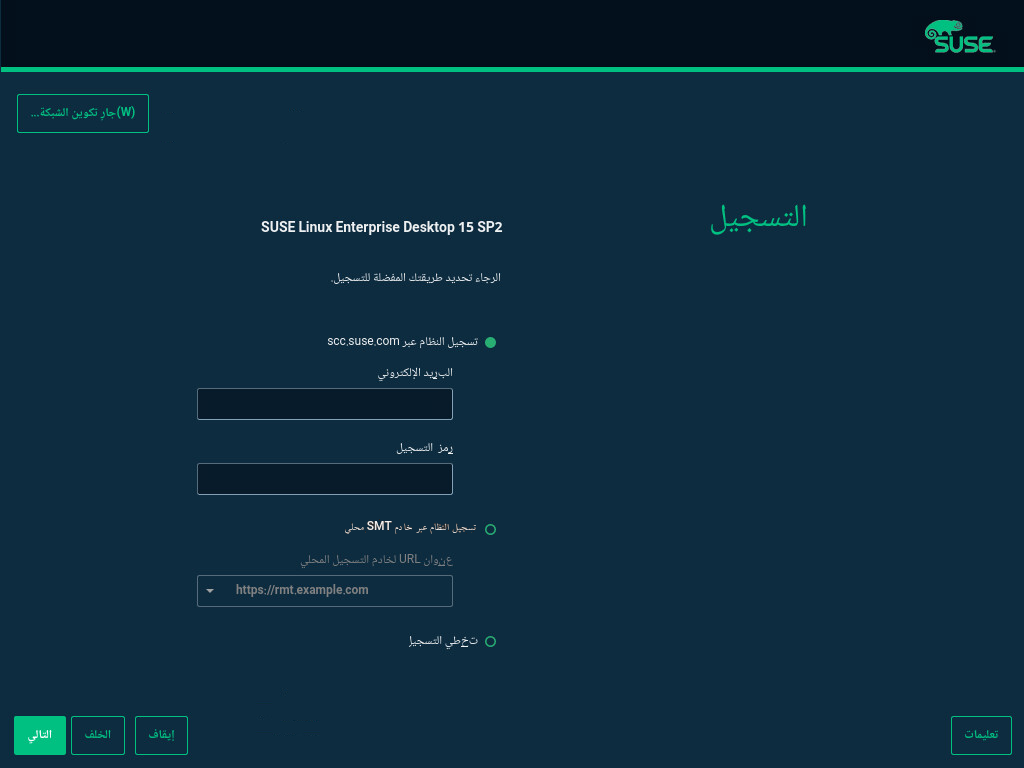 SUSE
(W)جارٍ تكوين الشبكة...
التسجيل
SUSE Linux Enterprise Desktop 15 SP2
الرجاء تحديد طريقتك المفضلة للتسجيل.
تسجيل النظام عبر scc.suse.com
البريد الإلكتروني
رمز التسجيل
تسجيل النظام عبر خادم SMT محلي
عنوان URL لخادم التسجيل المحلي
https://rmt.example.com
تخطي التسجيل
تعليمات
إيقاف
الخلف
التالي